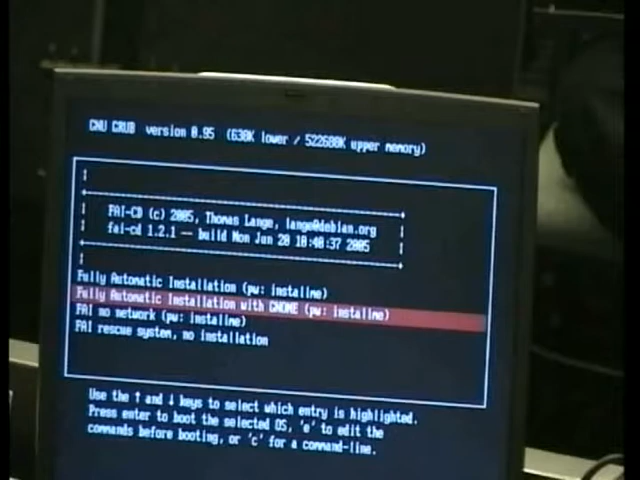 GNU GRUB version 0.95 (638K lower / 522688K upper memory)
FAI-CD (c) 2005, Thomas Lange, lange@debian.org
fai-cd 1.2.1 -- build Mon Jun 20 10:40:37 2005
Fully Automatic Installation (pw: installme)
Fully Automatic Installation with GNOME (pw: installme)
FAI no network (pw: installme)
FAI rescue system, no installation
Use the ↑ and ↓ keys to select which entry is highlighted.
Press enter to boot the selected OS, 'e' to edit the
commands before booting, or 'c' for a command-line.